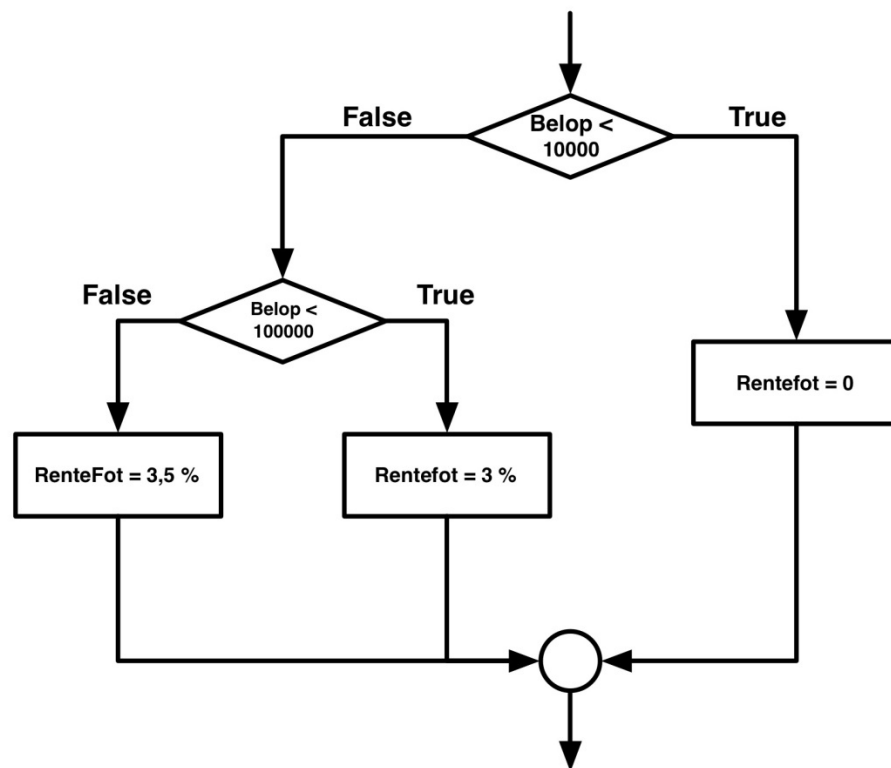 False
Belop <
10000
True
False
Belop <
100000
True
Rentefot = 0
RenteFot = 3,5 %
Rentefot = 3 %